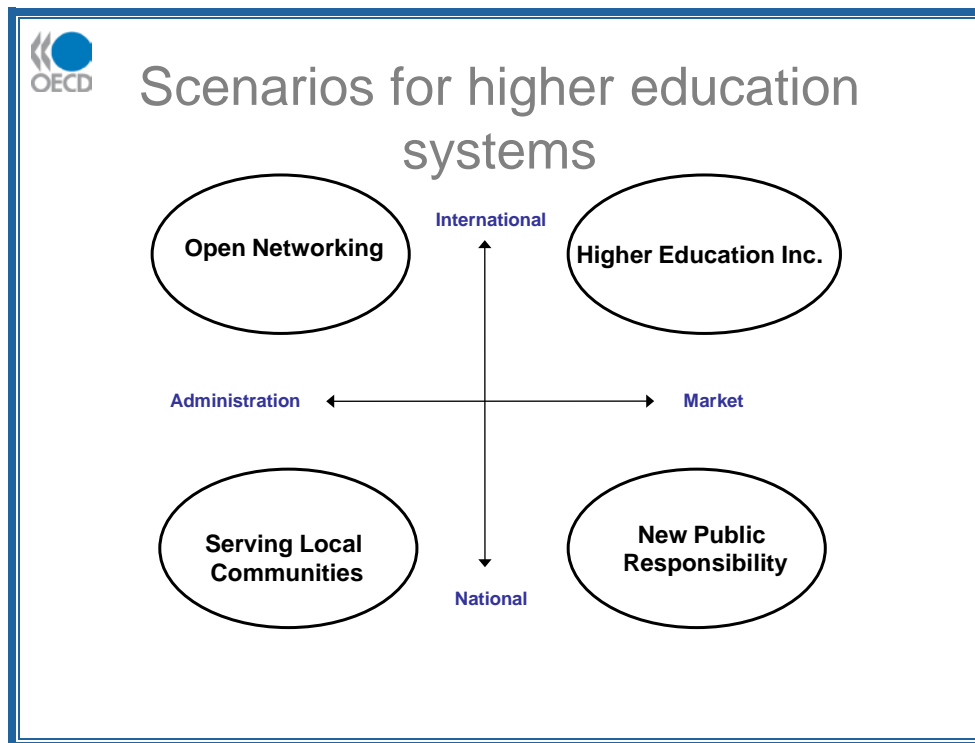 OECD
Scenarios for higher education
systems
International
Open Networking
Higher Education Inc.
Administration
Market
Serving Local
Communities
New Public
Responsibility
National